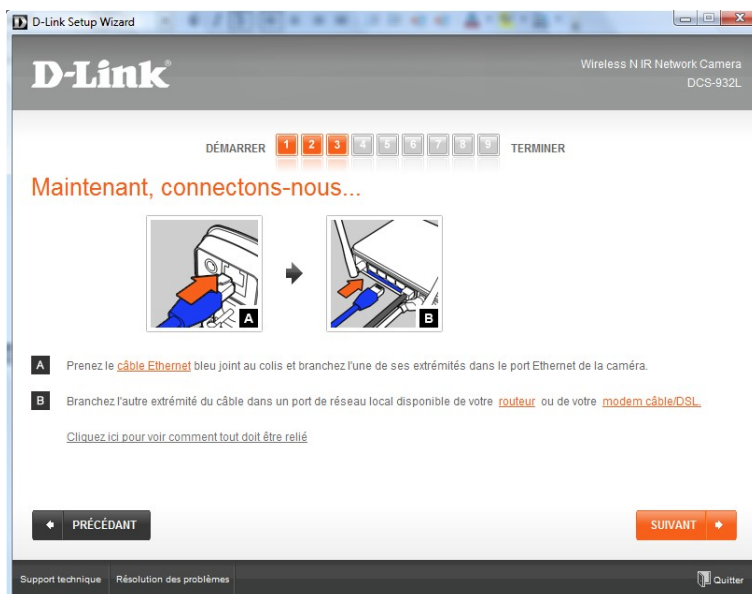 D-Link Setup Wizard
D-Link®
Wireless N IR Network Camera
DCS-932L
DÉMARRER 1 2 3 4 5 6 7 8 9 TERMINER
Maintenant, connectons-nous...
A
B
A Prenez le câble Ethernet bleu joint au colis et branchez l'une de ses extrémités dans le port Ethernet de la caméra.
B Branchez l'autre extrémité du câble dans un port de réseau local disponible de votre routeur ou de votre modem câble/DSL.
Cliquez ici pour voir comment tout doit être relié
PRÉCÉDANT
SUIVANT
Support technique
Résolution des problèmes
Quitter